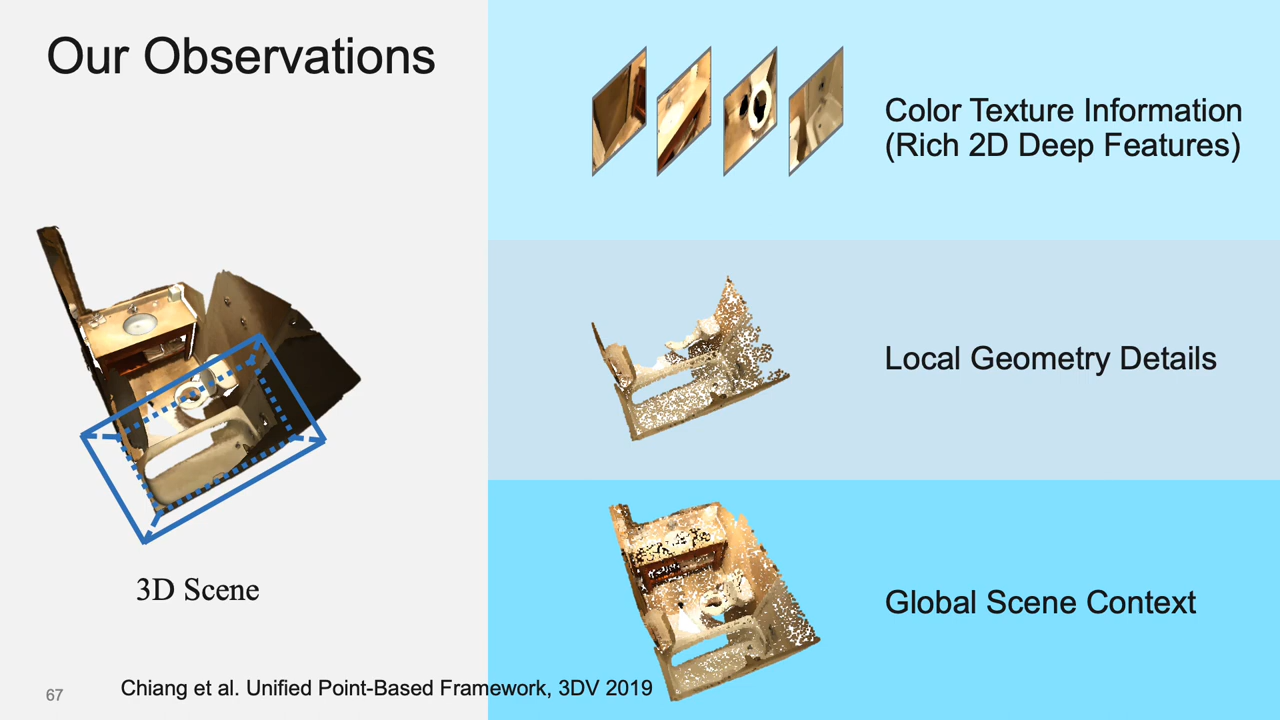 Our Observations
Color Texture Information
(Rich 2D Deep Features)
Local Geometry Details
3D Scene
Global Scene Context
67
Chiang et al. Unified Point-Based Framework, 3DV 2019